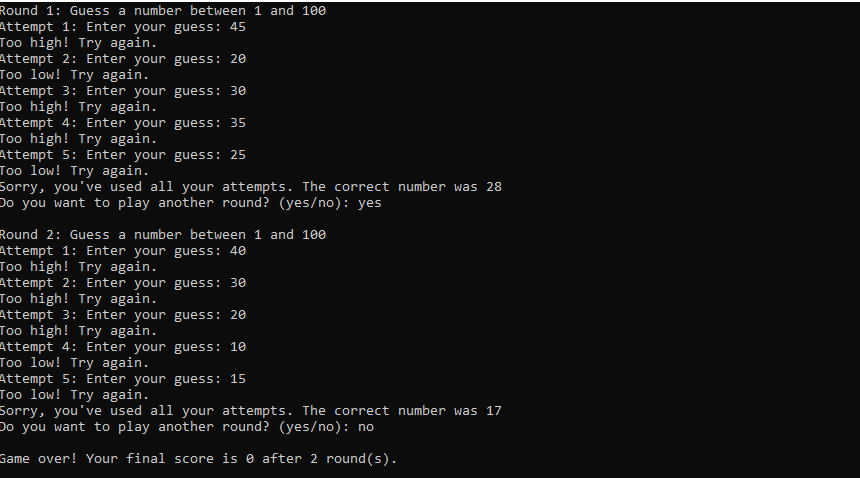 Round 1: Guess a number between 1 and 100
Attempt 1: Enter your guess: 45
Too high! Try again.
Attempt 2: Enter your guess: 20
Too low! Try again.
Attempt 3: Enter your guess: 30
Too high! Try again.
Attempt 4: Enter your guess: 35
Too high! Try again.
Attempt 5: Enter your guess: 25
Too low! Try again.
Sorry, you've used all your attempts. The correct number was 28
Do you want to play another round? (yes/no): yes

Round 2: Guess a number between 1 and 100
Attempt 1: Enter your guess: 40
Too high! Try again.
Attempt 2: Enter your guess: 30
Too high! Try again.
Attempt 3: Enter your guess: 20
Too high! Try again.
Attempt 4: Enter your guess: 10
Too low! Try again.
Attempt 5: Enter your guess: 15
Too low! Try again.
Sorry, you've used all your attempts. The correct number was 17
Do you want to play another round? (yes/no): no

Game over! Your final score is 0 after 2 round(s).